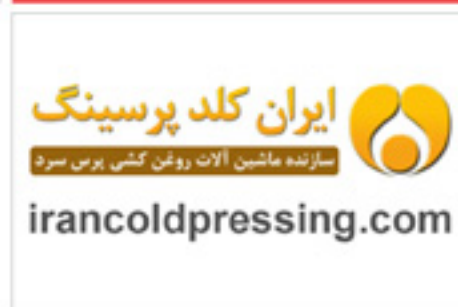 ایران کلد پرسینگ
سازنده ماشین آلات روغن کشی پرس سرد
irancoldpressing.com